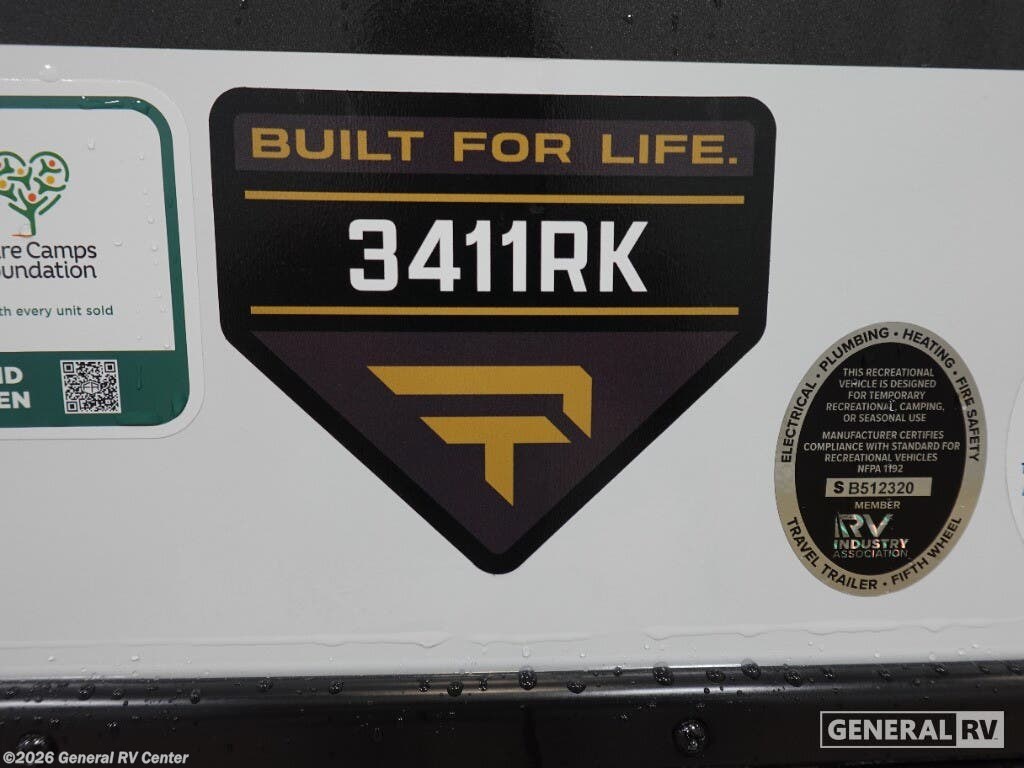 BUILT FOR LIFE.
3411RK
re Camps
undation
th every unit sold
ND
EN
ELECTRICAL • PLUMBING • HEATING • FIRE SAFETY
THIS RECREATIONAL
VEHICLE IS DESIGNED
FOR TEMPORARY
RECREATIONAL, CAMPING,
OR SEASONAL USE
MANUFACTURER CERTIFIES
COMPLIANCE WITH STANDARD FOR
RECREATIONAL VEHICLES
NFPA 1192
S B512320
MEMBER
RV
INDUSTRY
ASSOCIATION
TRAVEL TRAILER • FIFTH WHEEL
GENERAL RV
©2026 General RV Center